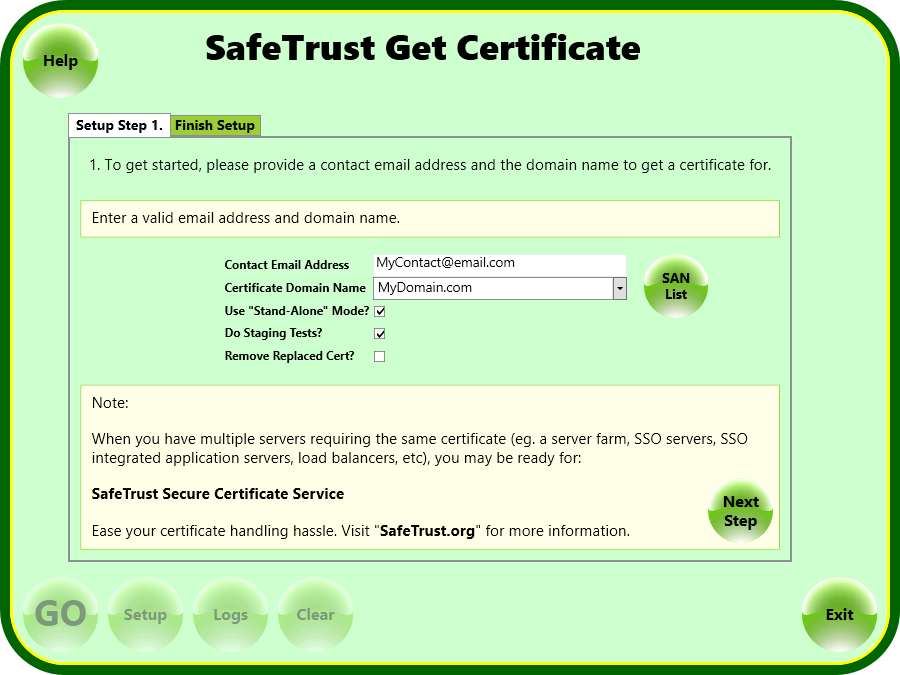 Help
SafeTrust Get Certificate
Setup Step 1.
Finish Setup
1. To get started, please provide a contact email address and the domain name to get a certificate for.
Enter a valid email address and domain name.
Contact Email Address
MyContact@email.com
Certificate Domain Name
MyDomain.com
SAN
List
Use "Stand-Alone" Mode?
Do Staging Tests?
Remove Replaced Cert?
Note:
When you have multiple servers requiring the same certificate (eg. a server farm, SSO servers, SSO
integrated application servers, load balancers, etc), you may be ready for:
SafeTrust Secure Certificate Service
Ease your certificate handling hassle. Visit "SafeTrust.org" for more information.
Next
Step
GO
Setup
Logs
Clear
Exit